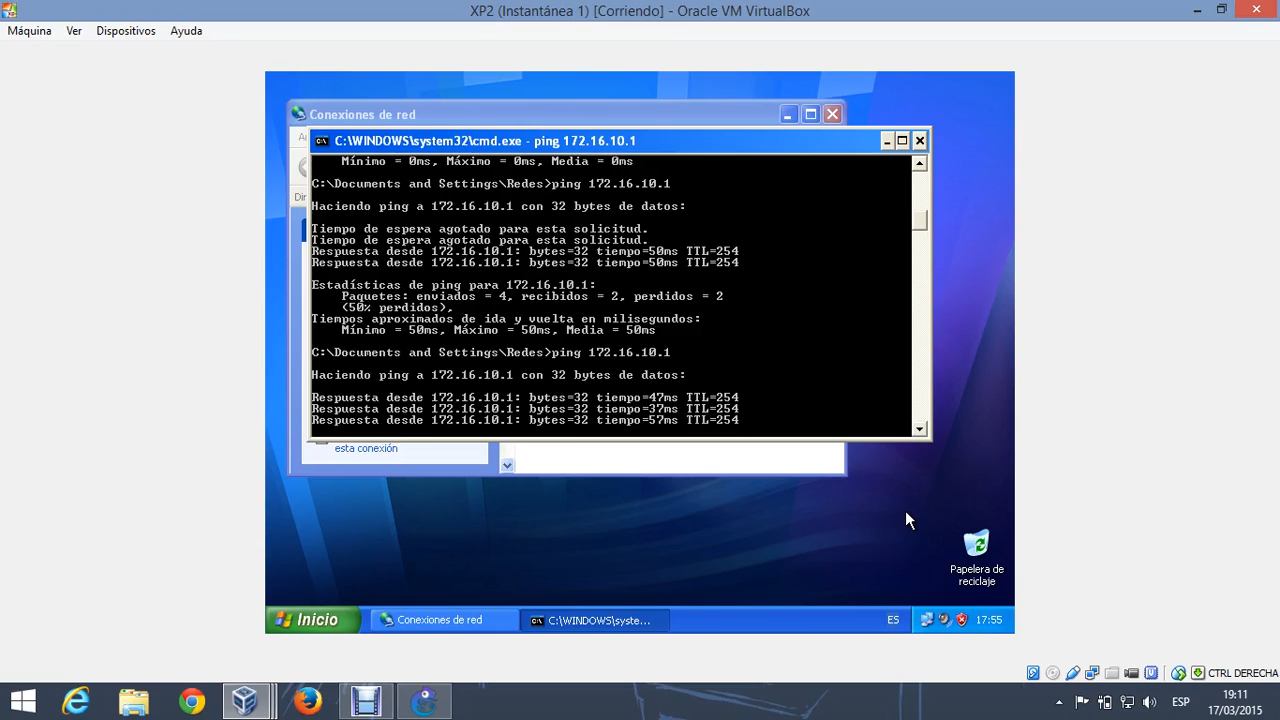 XP2 (Instantánea 1) [Corriendo] - Oracle VM VirtualBox
Máquina Ver Dispositivos Ayuda
Conexiones de red
C:\WINDOWS\system32\cmd.exe - ping 172.16.10.1
Mínimo = 0ms, Máximo = 0ms, Media = 0ms
C:\Documents and Settings\Redes>ping 172.16.10.1
Haciendo ping a 172.16.10.1 con 32 bytes de datos:
Tiempo de espera agotado para esta solicitud.
Tiempo de espera agotado para esta solicitud.
Respuesta desde 172.16.10.1: bytes=32 tiempo=50ms TTL=254
Respuesta desde 172.16.10.1: bytes=32 tiempo=50ms TTL=254
Estadísticas de ping para 172.16.10.1:
Paquetes: enviados = 4, recibidos = 2, perdidos = 2
(50% perdidos),
Tiempos aproximados de ida y vuelta en milisegundos:
Mínimo = 50ms, Máximo = 50ms, Media = 50ms
C:\Documents and Settings\Redes>ping 172.16.10.1
Haciendo ping a 172.16.10.1 con 32 bytes de datos:
Respuesta desde 172.16.10.1: bytes=32 tiempo=47ms TTL=254
Respuesta desde 172.16.10.1: bytes=32 tiempo=37ms TTL=254
Respuesta desde 172.16.10.1: bytes=32 tiempo=57ms TTL=254
esta conexión
Papelera de
reciclaje
Inicio Conexiones de red C:\WINDOWS\syste... ES 17:55
CTRL DERECHA
ESP 19:11
17/03/2015